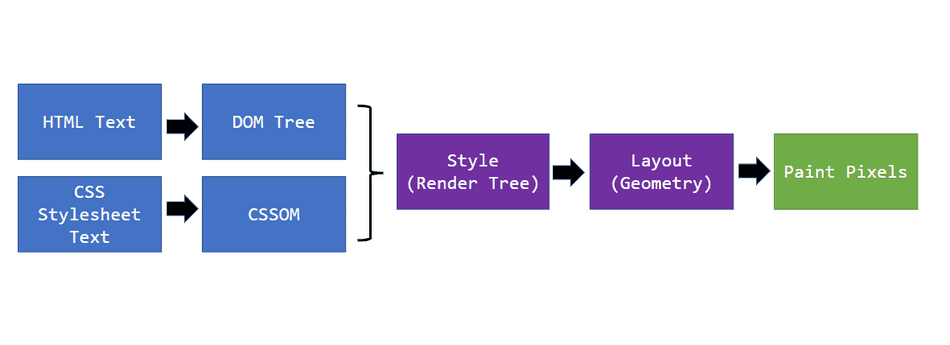 HTML Text
DOM Tree
CSS
Stylesheet
Text
CSSOM
Style
(Render Tree)
Layout
(Geometry)
Paint Pixels